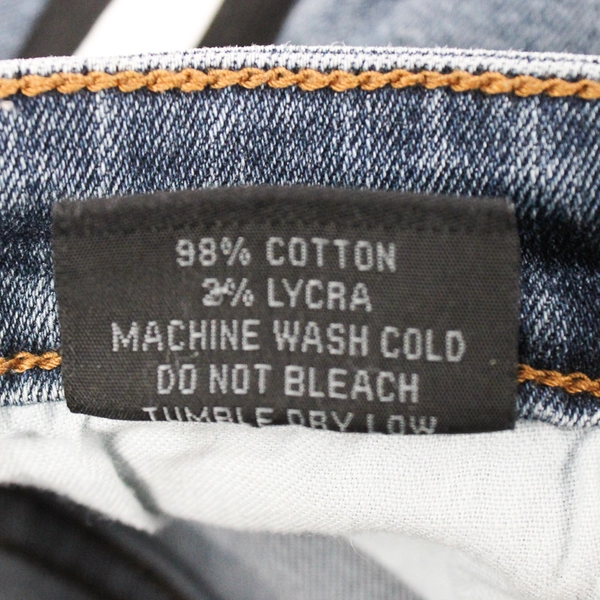 98% COTTON
2% LYCRA
MACHINE WASH COLD
DO NOT BLEACH
TUMBLE DRY LOW